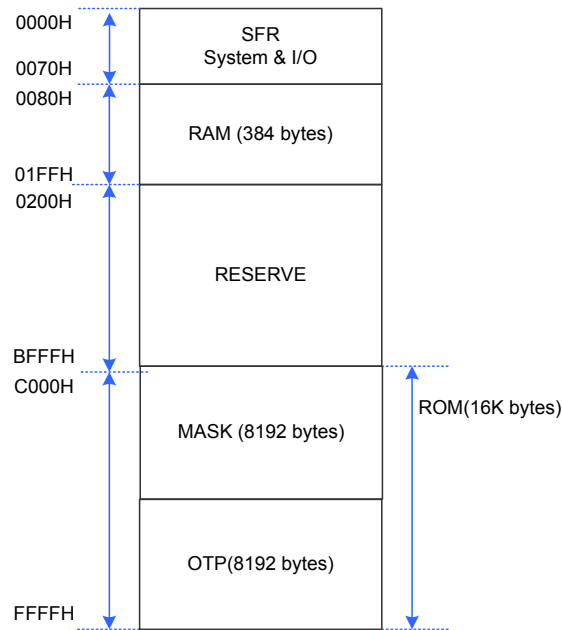 0000H
SFR
System & I/O
0070H
0080H
RAM (384 bytes)
01FFH
0200H
RESERVE
BFFFH
C000H
ROM(16K bytes)
MASK (8192 bytes)
OTP(8192 bytes)
FFFFH